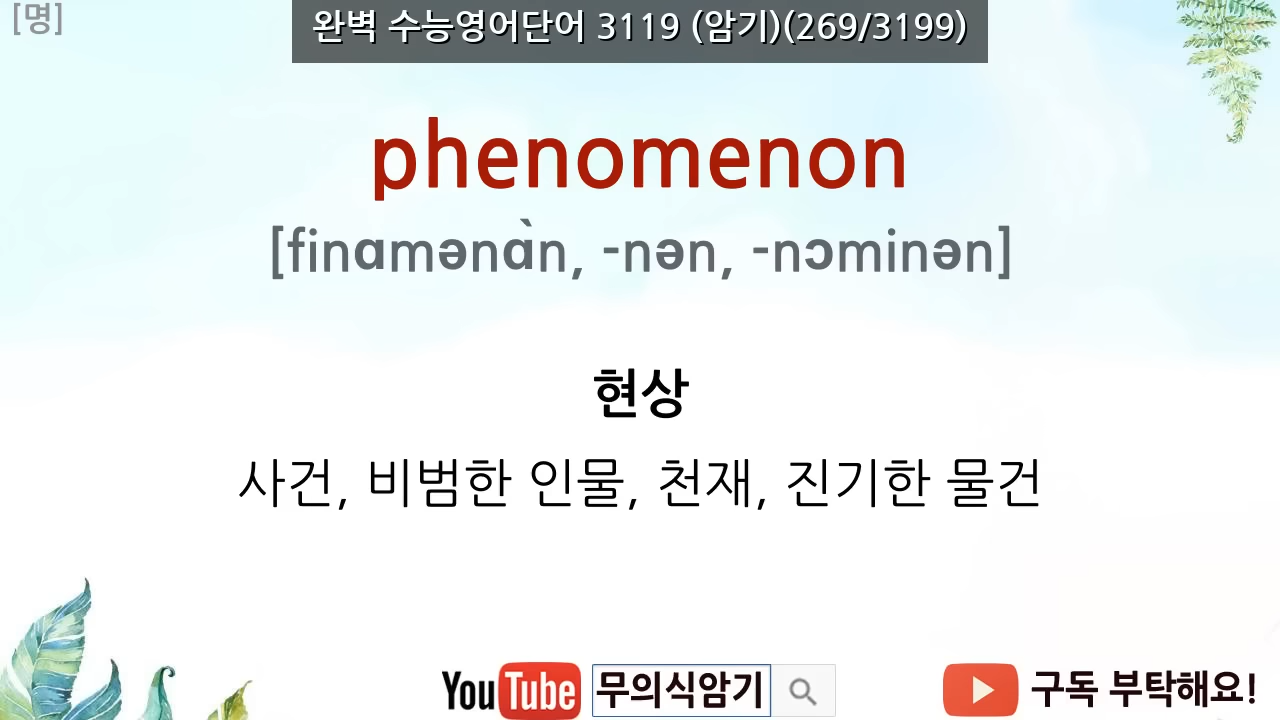 [명]
완벽 수능영어단어 3119 (암기)(269/3199)
phenomenon
[finɑmənɑ̀n, -nən, -nɔminən]
현상
사건, 비범한 인물, 천재, 진기한 물건
YouTube 무의식암기
구독 부탁해요!